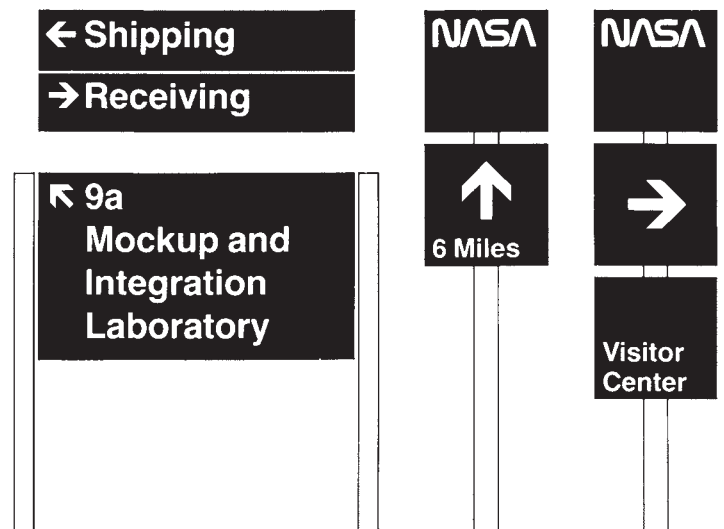 ← Shipping
→ Receiving
↖ 9a
Mockup and
Integration
Laboratory
NASA
↑
6 Miles
NASA
→
Visitor
Center